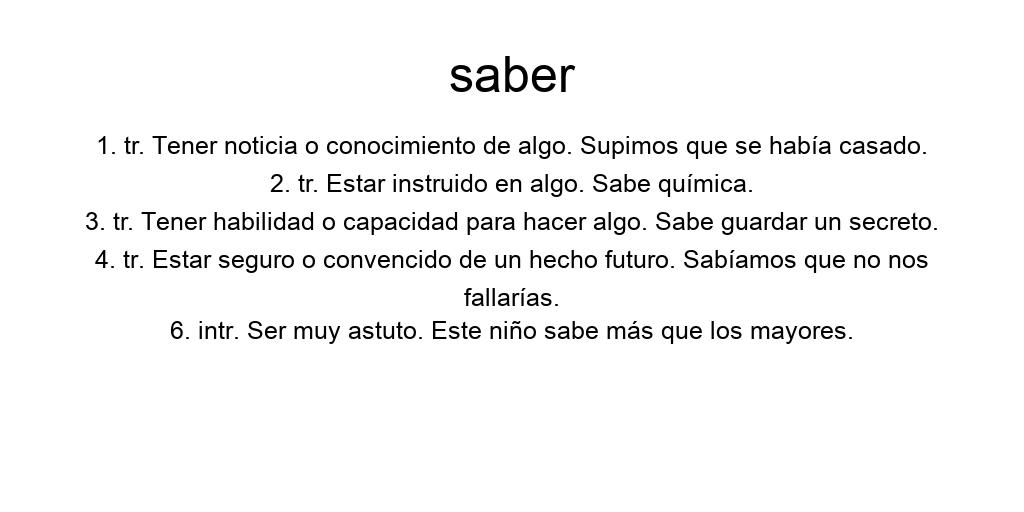 saber
1. tr. Tener noticia o conocimiento de algo. Supimos que se había casado.
2. tr. Estar instruido en algo. Sabe química.
3. tr. Tener habilidad o capacidad para hacer algo. Sabe guardar un secreto.
4. tr. Estar seguro o convencido de un hecho futuro. Sabíamos que no nos
fallarías.
6. intr. Ser muy astuto. Este niño sabe más que los mayores.